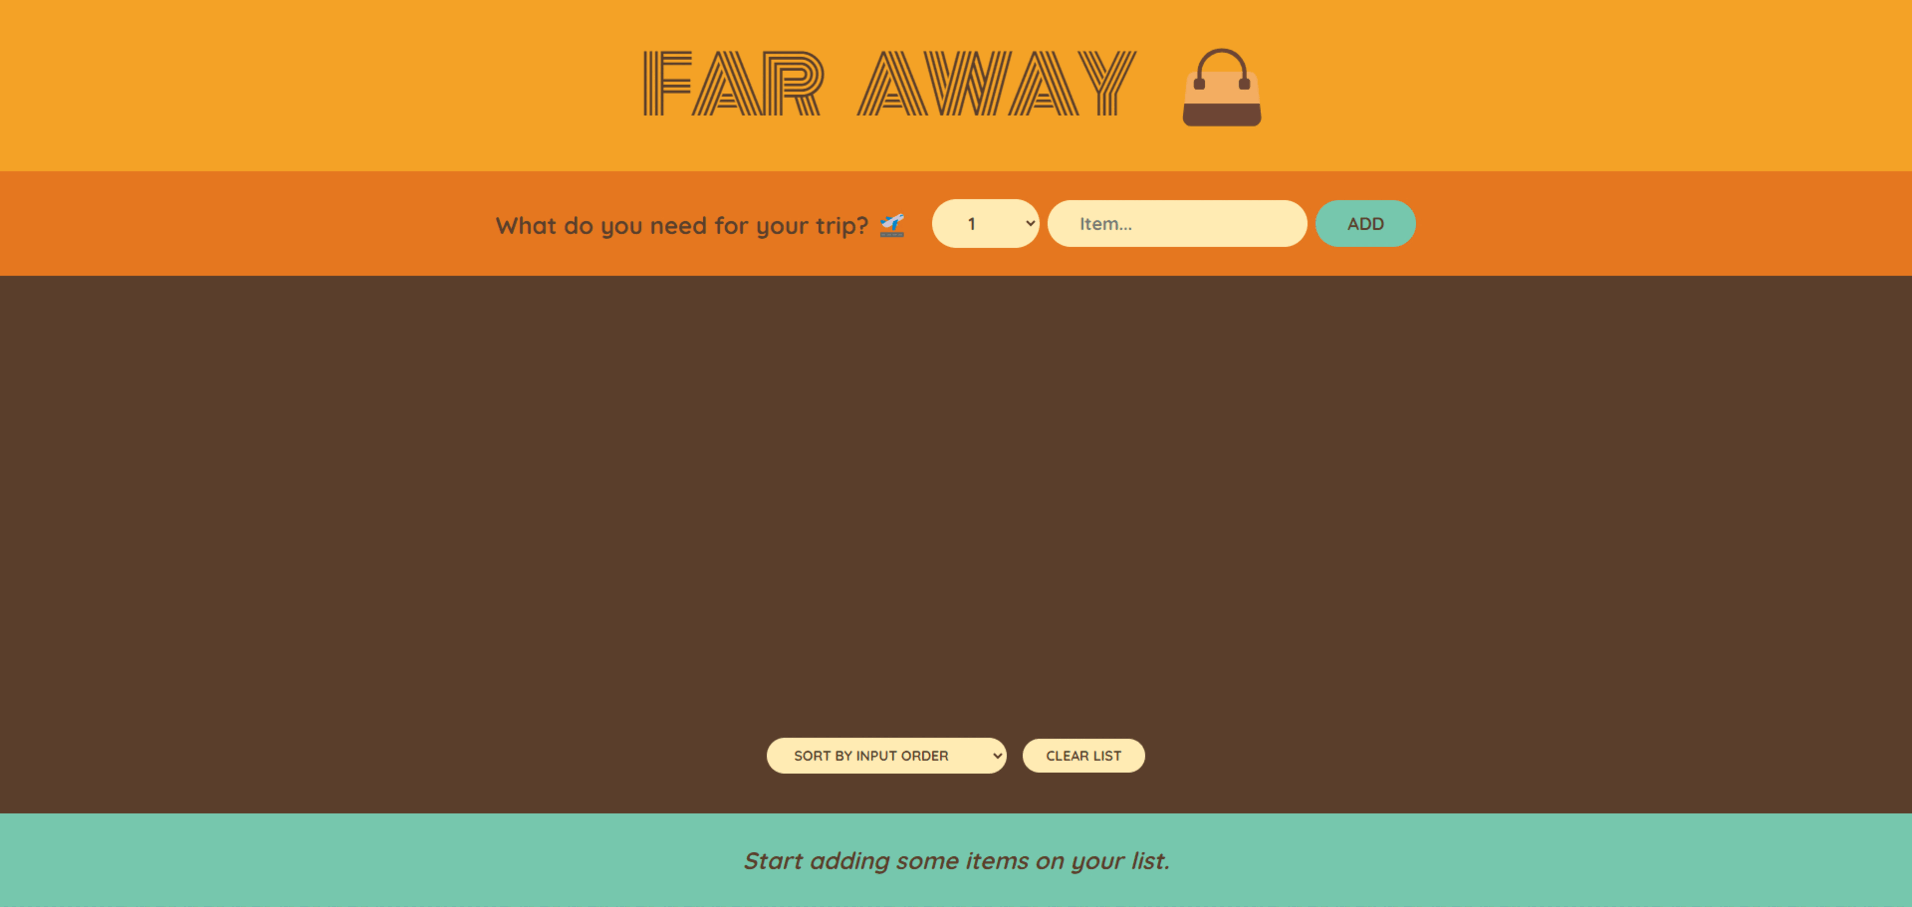 FAR AWAY
What do you need for your trip? 1 Item... ADD
SORT BY INPUT ORDER CLEAR LIST
Start adding some items on your list.